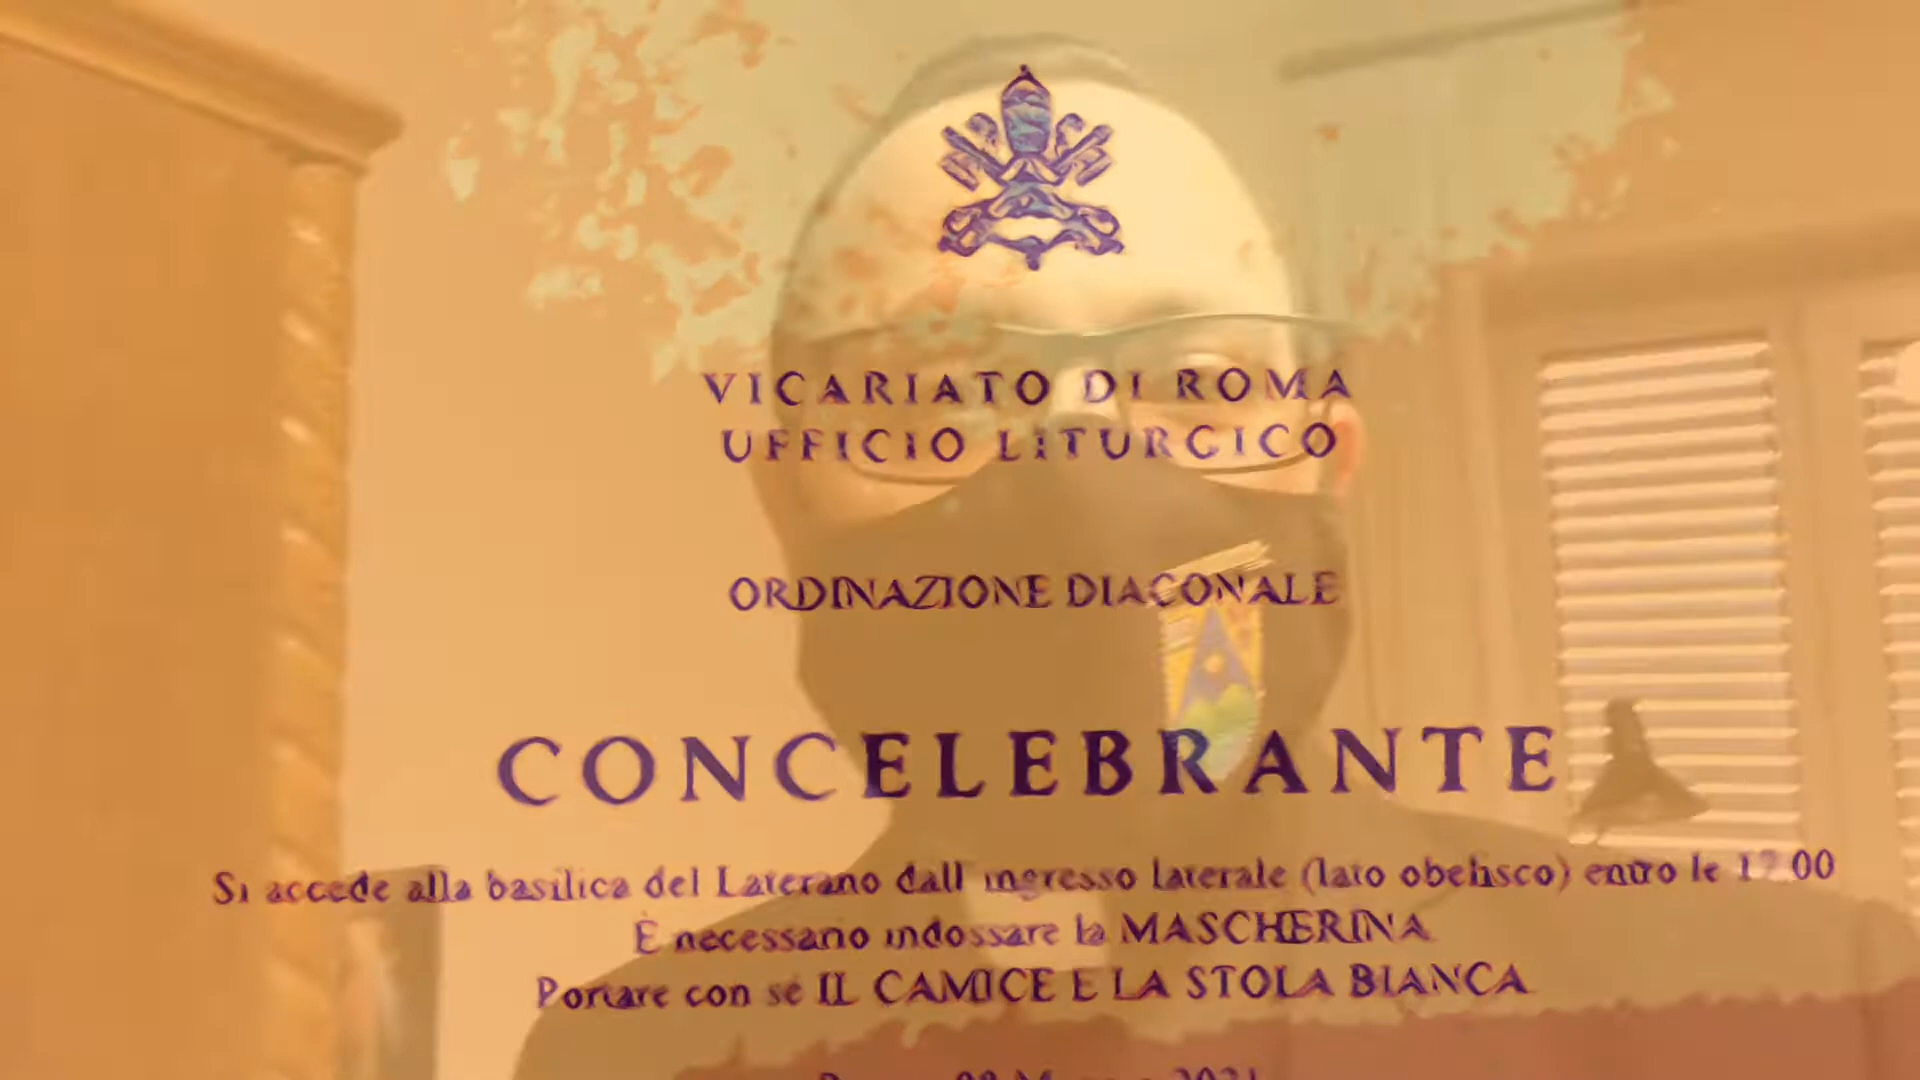 VICARIATO DI ROMA
UFFICIO LITURGICO
ORDINAZIONE DIACONALE
CONCELEBRANTE
Si accede alla basilica del Laterano dall'ingresso laterale (lato obelisco) entro le
È necessario indossare la MASCHERINA
Portare con sé IL CAMICE E LA STOLA BIANCA
2021